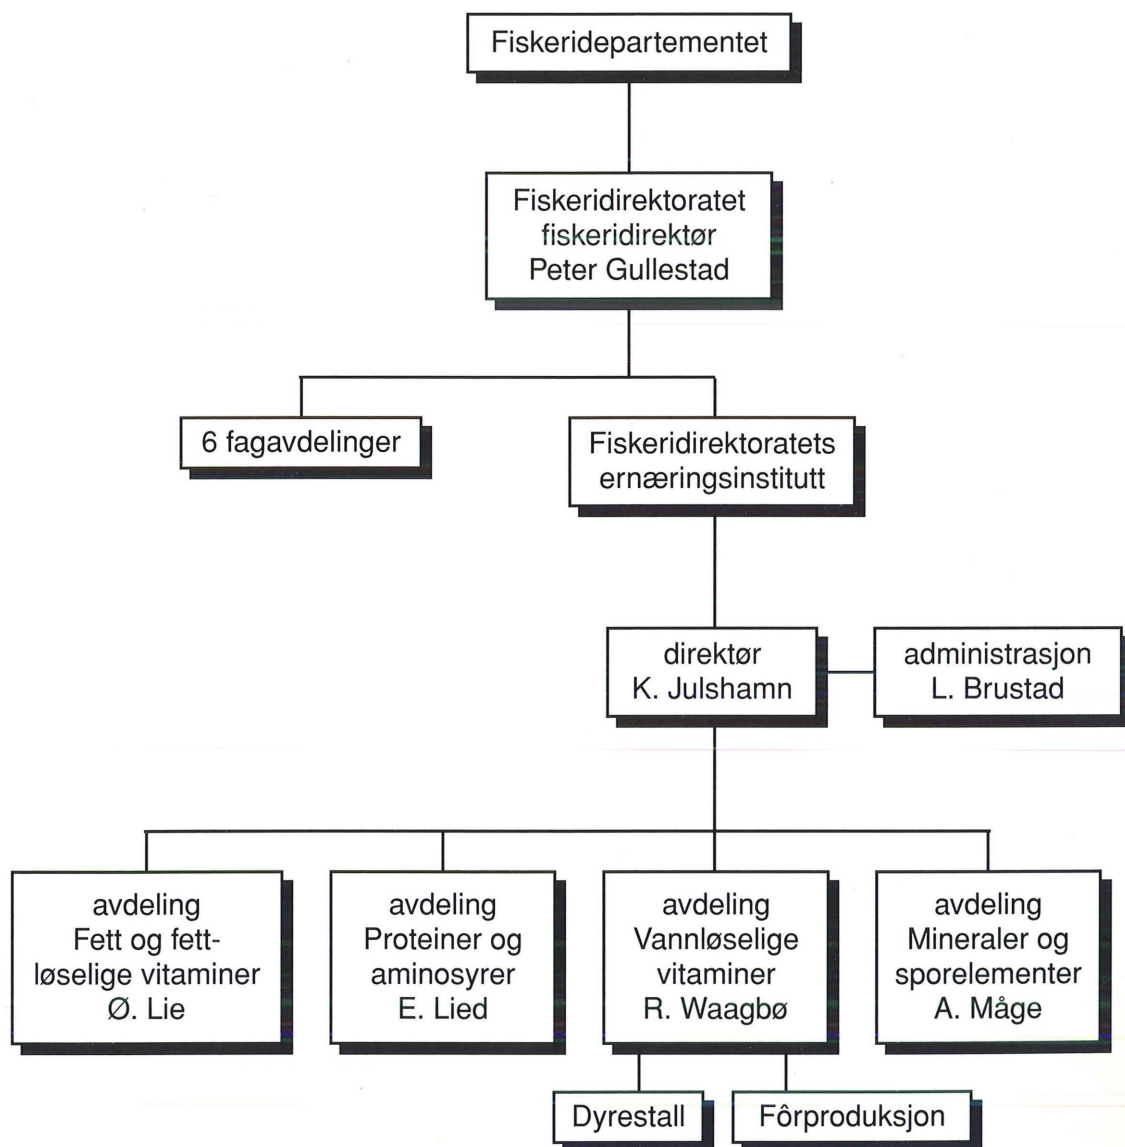 Fiskeridepartementet
Fiskeridirektoratet
fiskeridirektør
Peter Gullestad
6 fagavdelinger
Fiskeridirektoratets
ernæringsinstitutt
direktør
K. Julshamn
administrasjon
L. Brustad
avdeling
Fett og fett-
løselige vitaminer
Ø. Lie
avdeling
Proteiner og
aminosyrer
E. Lied
avdeling
Vannløselige
vitaminer
R. Waagbø
avdeling
Mineraler og
sporelementer
A. Måge
Dyrestall
Fôrproduksjon